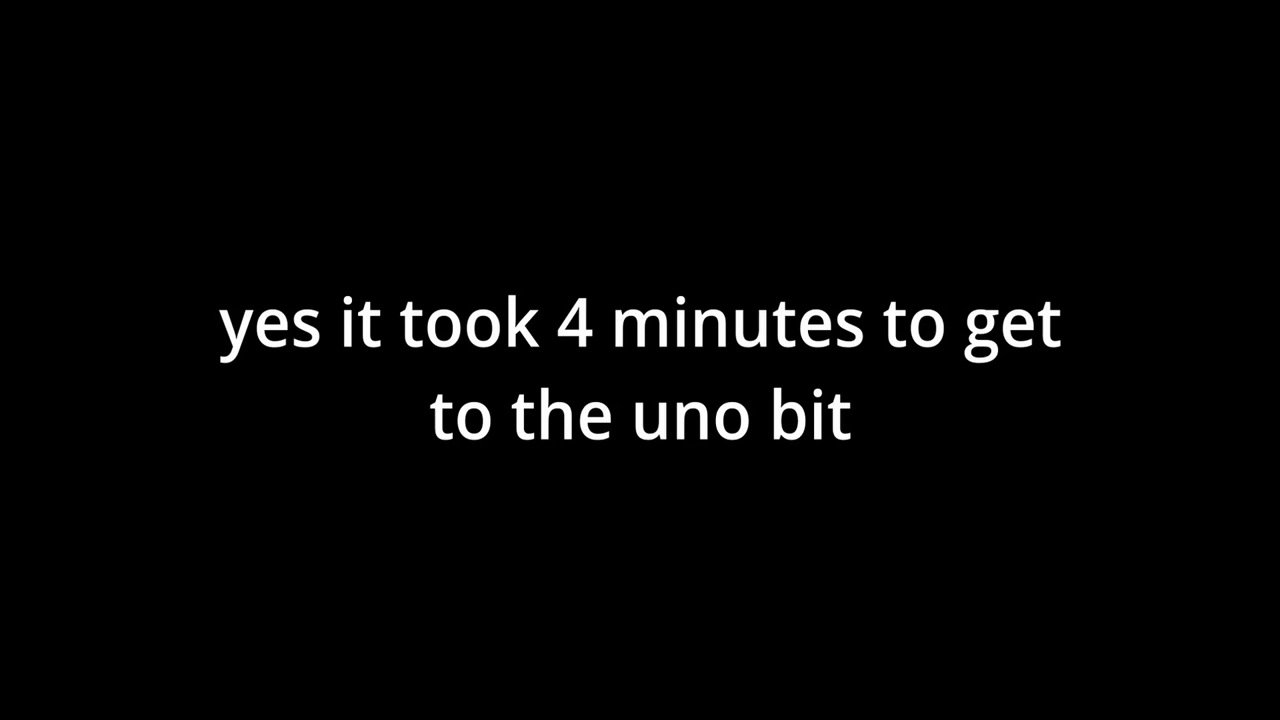 yes it took 4 minutes to get
to the uno bit